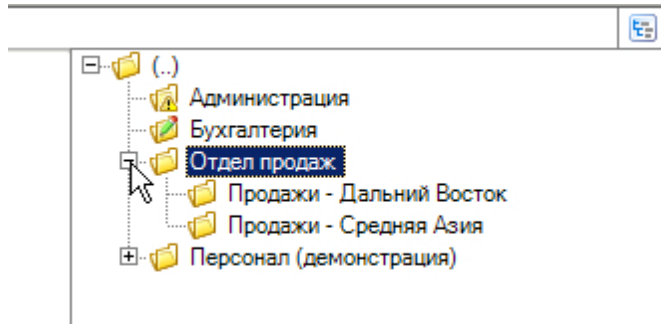 (..)
Администрация
Бухгалтерия
Отдел продаж
Продажи - Дальний Восток
Продажи - Средняя Азия
Персонал (демонстрация)